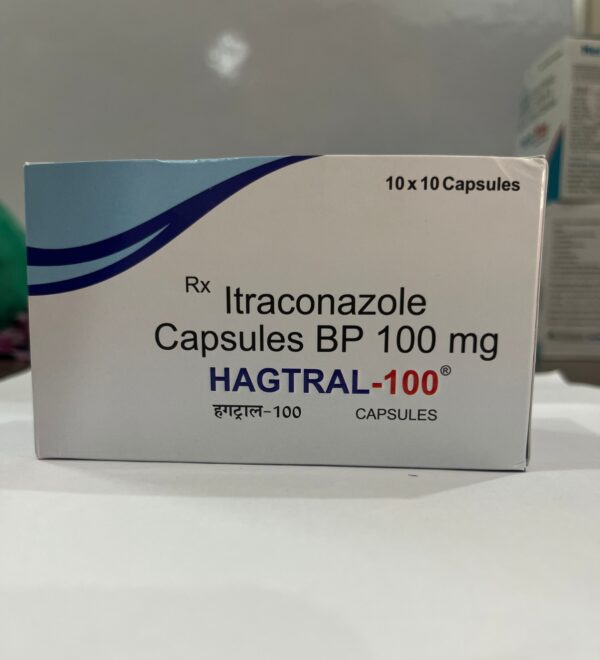 10 x 10 Capsules
Rx Itraconazole
Capsules BP 100 mg
HAGTRAL-100®
हगट्राल-100 CAPSULES